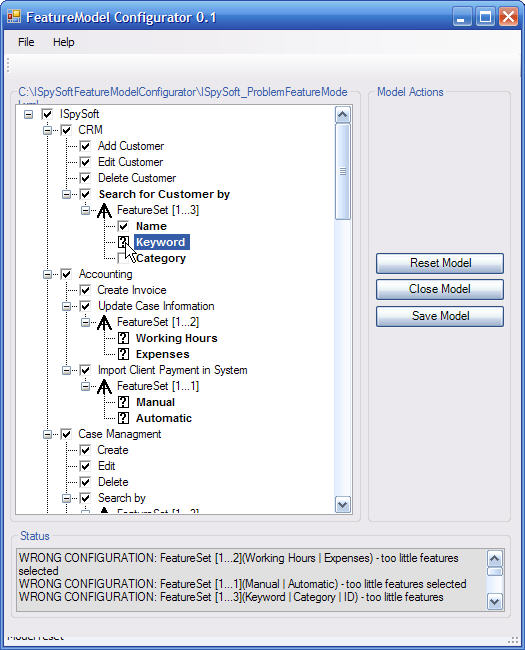 FeatureModel Configurator 0.1
File Help
C:\ISpySoftFeatureModelConfigurator\ISpySoft_ProblemFeatureMode
Model Actions
ISpySoft
CRM
Add Customer
Edit Customer
Delete Customer
Search for Customer by
FeatureSet [1...3]
Name
Keyword
Category
Accounting
Create Invoice
Update Case Information
FeatureSet [1...2]
Working Hours
Expenses
Import Client Payment in System
FeatureSet [1...1]
Manual
Automatic
Case Managment
Create
Edit
Delete
Search by
FeatureSet [1...3]
Reset Model
Close Model
Save Model
Status
WRONG CONFIGURATION: FeatureSet [1...2](Working Hours | Expenses) - too little features
selected
WRONG CONFIGURATION: FeatureSet [1...1](Manual | Automatic) - too little features selected
WRONG CONFIGURATION: FeatureSet [1...3](Keyword | Category | ID) - too little features
Model reset